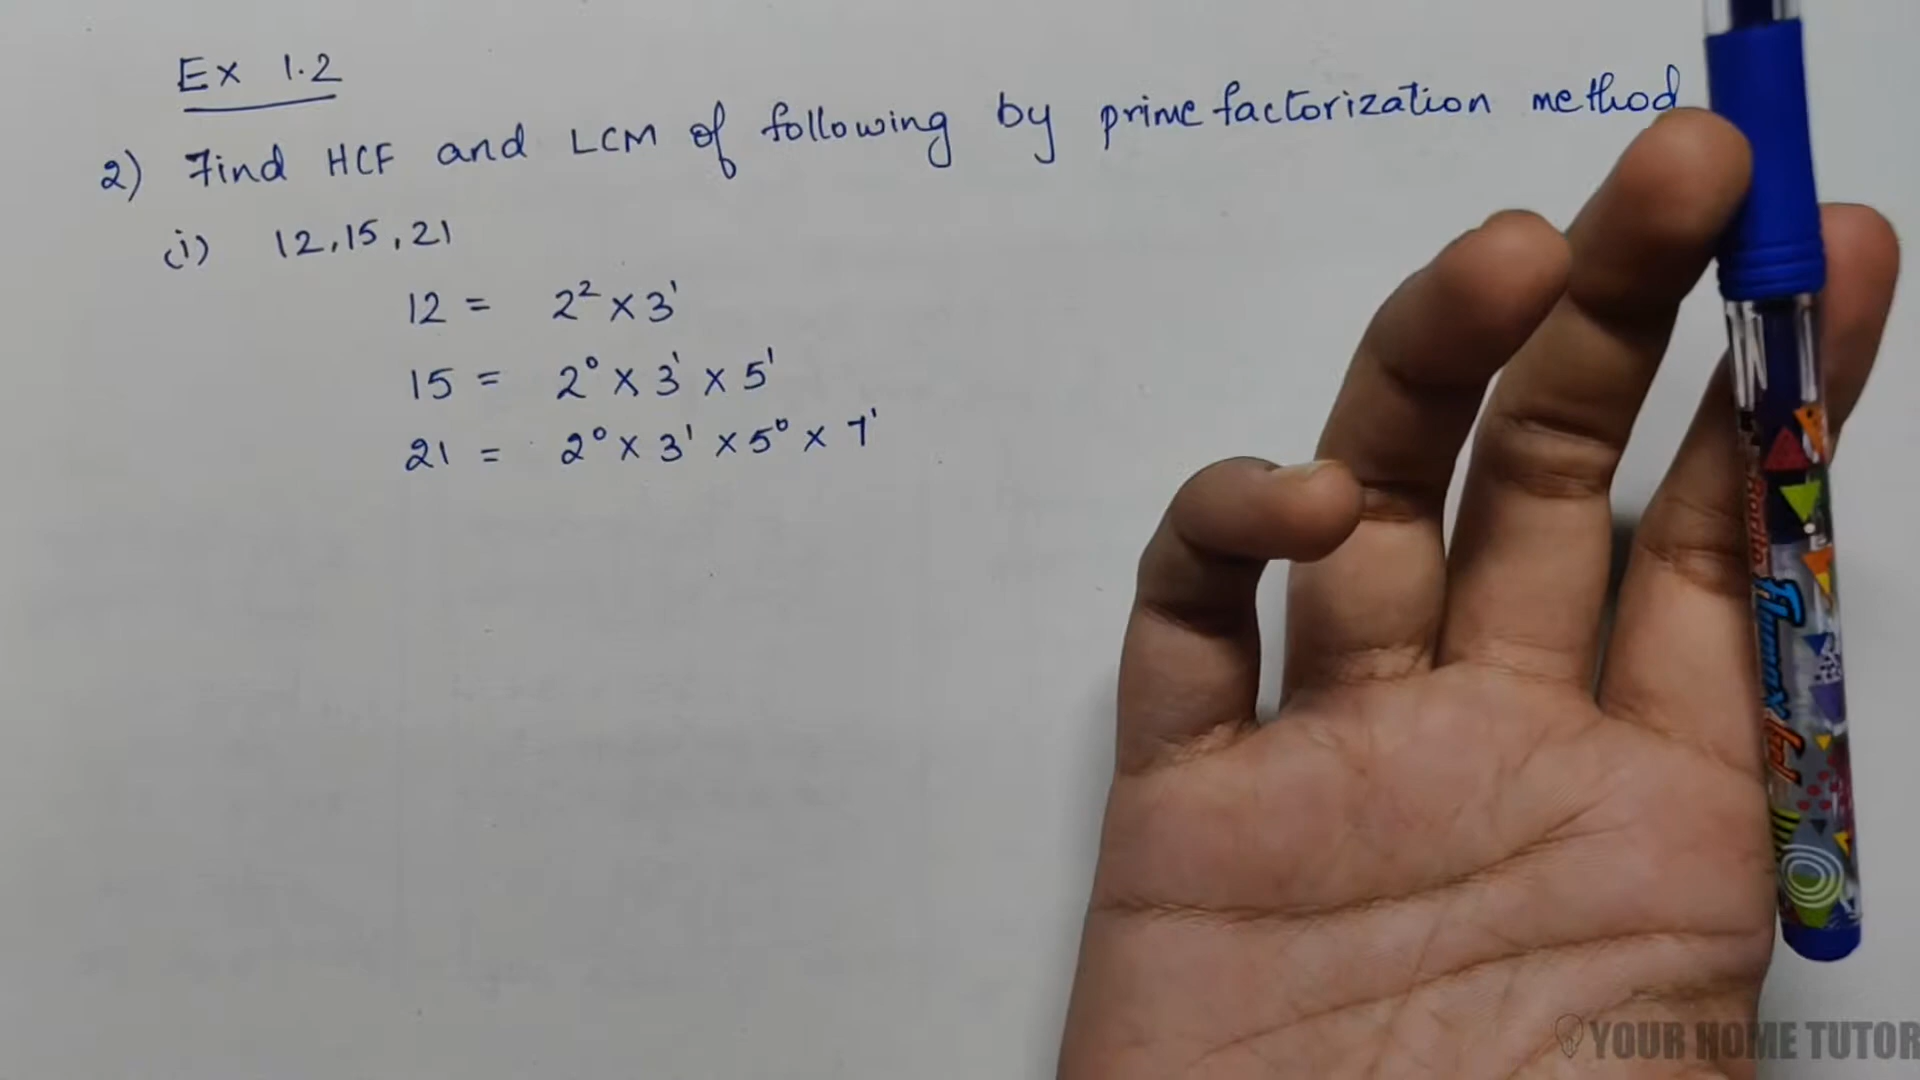 Ex 1.2
2) Find HCF and LCM of following by prime factorization method
(i) 12, 15, 21
12 = 2² × 3¹
15 = 2⁰ × 3¹ × 5¹
21 = 2⁰ × 3¹ × 5⁰ × 7¹
YOUR HOME TUTOR